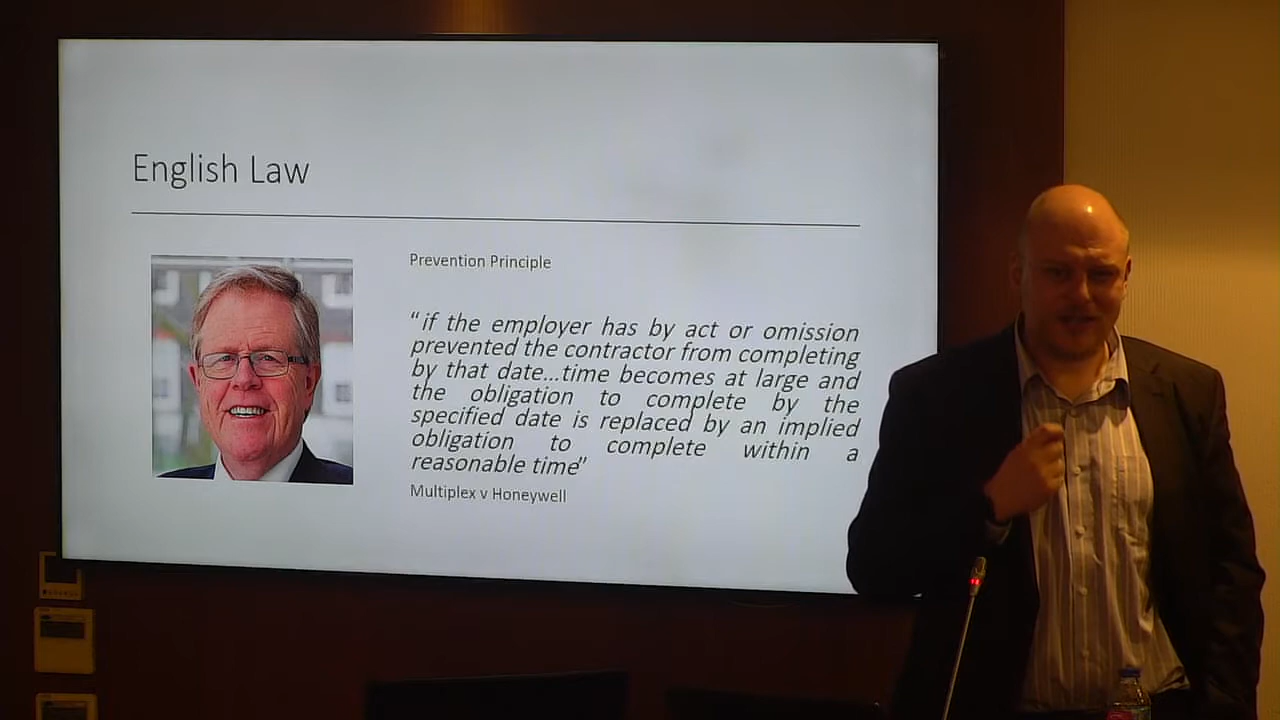 English Law
Prevention Principle
“if the employer has by act or omission
prevented the contractor from completing
by that date...time becomes at large and
the obligation to complete by the
specified date is replaced by an implied
obligation to complete within a
reasonable time”
Multiplex v Honeywell